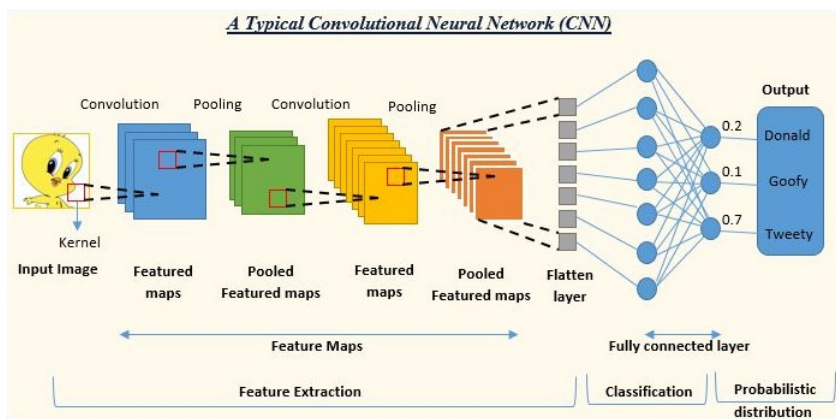 A Typical Convolutional Neural Network (CNN)
Convolution
Pooling
Convolution
Pooling
Output
0.2
Donald
0.1
Goofy
0.7
Tweety
Kernel
Input Image
Featured
maps
Pooled
Featured maps
Featured
maps
Pooled
Featured maps
Flatten
layer
Feature Maps
Fully connected layer
Feature Extraction
Classification
Probabilistic
distribution